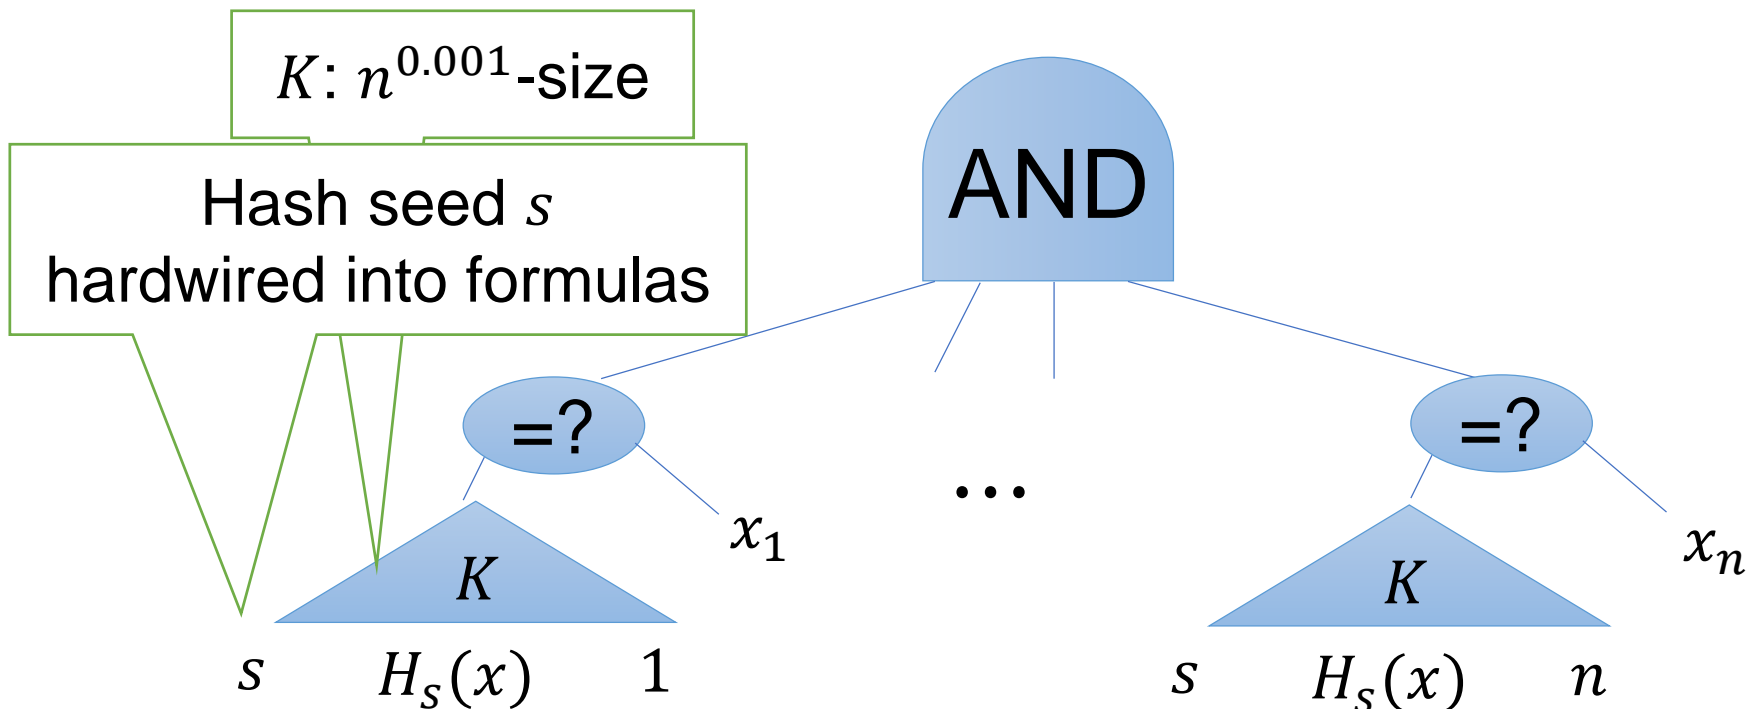 K: n^{0.001}-size
Hash seed s
hardwired into formulas
AND
=?
=?
x_1
...
x_n
K
K
s H_s(x) 1
s H_s(x) n